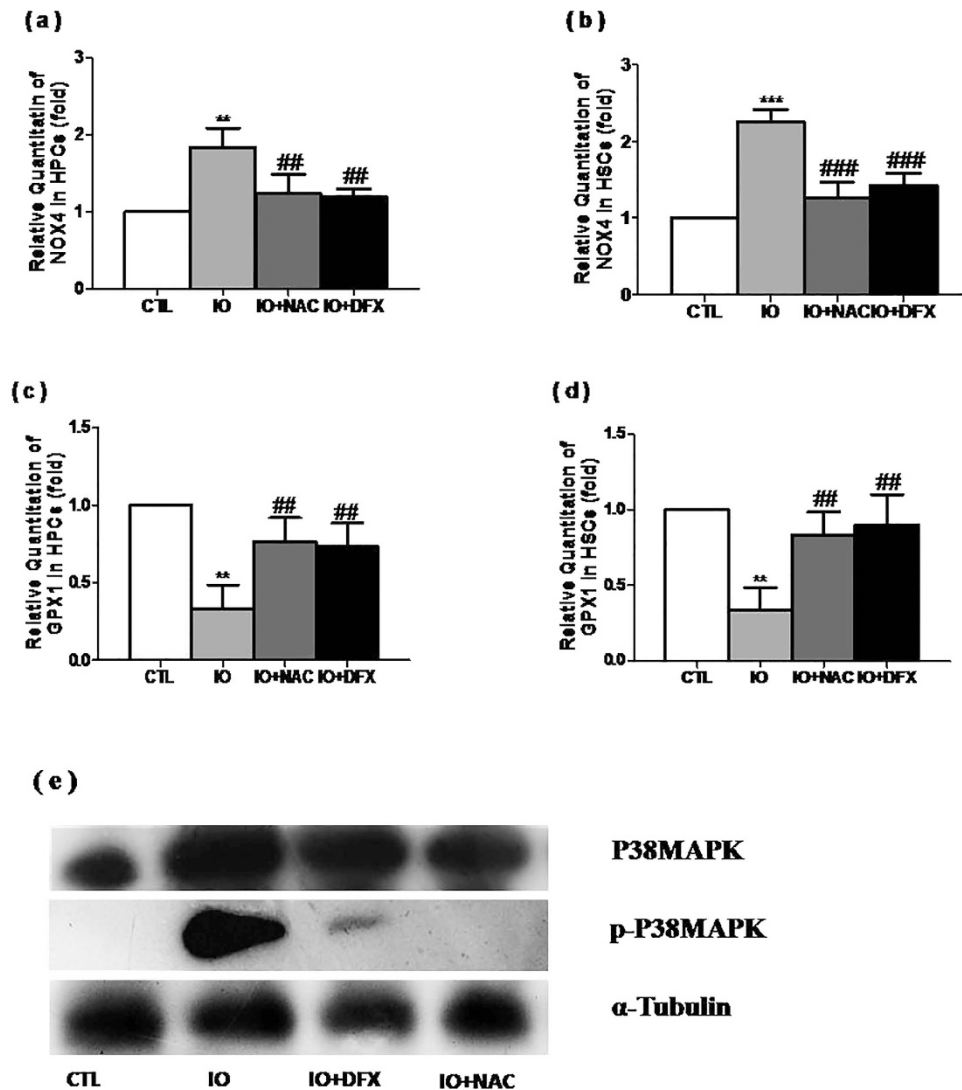 (a)
Relative Quantitatin of
NOX4 in HPCs (fold)
3
2
1
0
**
##
##
CTL IO IO+NAC IO+DFX
(b)
Relative Quantitation of
NOX4 in HSCs (fold)
3
2
1
0
***
###
###
CTL IO IO+NAC IO+DFX
(c)
Relative Quantitation of
GPX1 in HPCs (fold)
1.5
1.0
0.5
0.0
**
##
##
CTL IO IO+NAC IO+DFX
(d)
Relative Quantitation of
GPX1 in HSCs (fold)
1.5
1.0
0.5
0.0
**
##
##
CTL IO IO+NAC IO+DFX
(e)
P38MAPK
p-P38MAPK
α-Tubulin
CTL IO IO+DFX IO+NAC